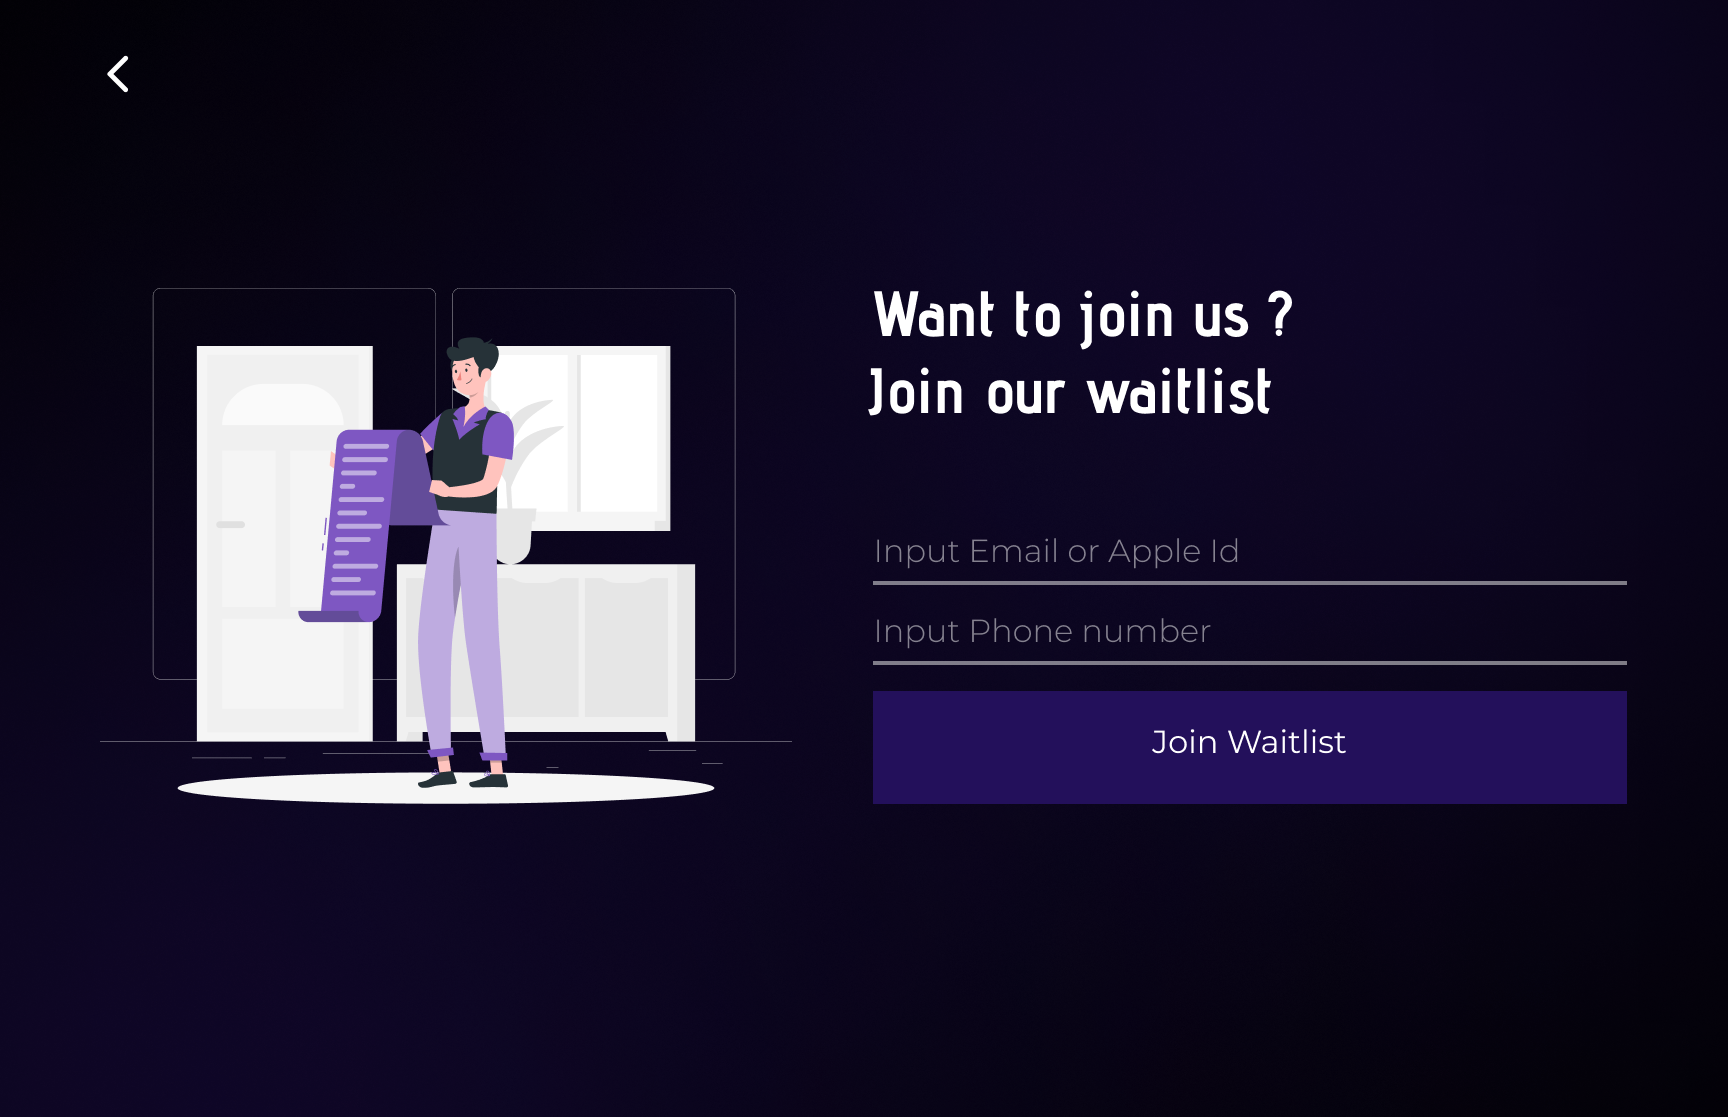 Want to join us ?
Join our waitlist
Input Email or Apple Id
Input Phone number
Join Waitlist